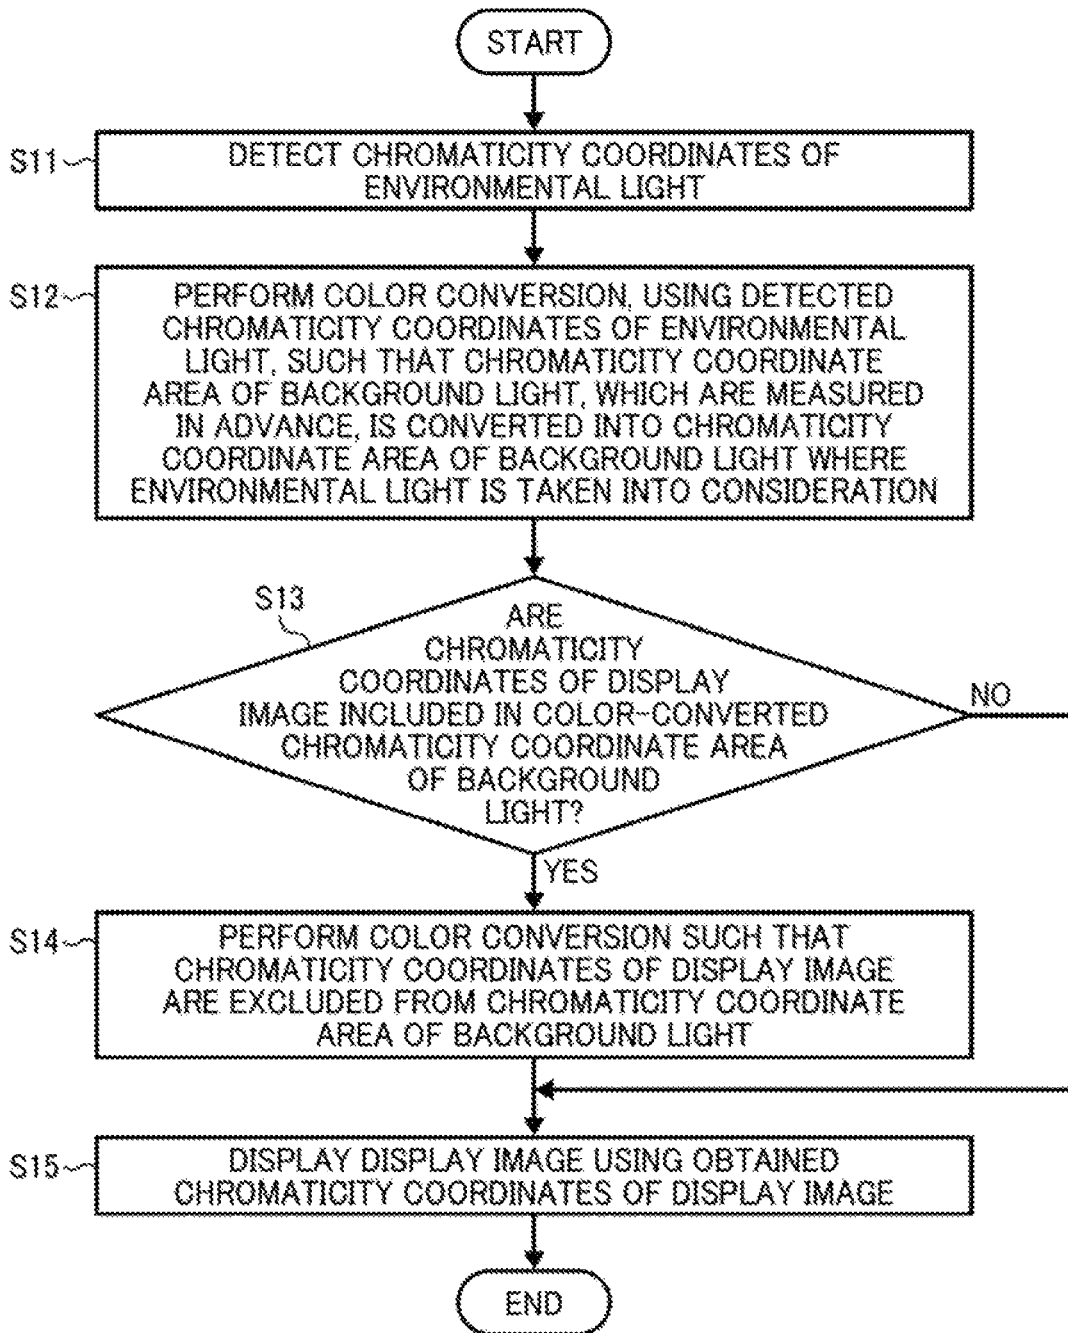 START
S11
DETECT CHROMATICITY COORDINATES OF
ENVIRONMENTAL LIGHT
S12
PERFORM COLOR CONVERSION, USING DETECTED
CHROMATICITY COORDINATES OF ENVIRONMENTAL
LIGHT, SUCH THAT CHROMATICITY COORDINATE
AREA OF BACKGROUND LIGHT, WHICH ARE MEASURED
IN ADVANCE, IS CONVERTED INTO CHROMATICITY
COORDINATE AREA OF BACKGROUND LIGHT WHERE
ENVIRONMENTAL LIGHT IS TAKEN INTO CONSIDERATION
S13
ARE
CHROMATICITY
COORDINATES OF DISPLAY
IMAGE INCLUDED IN COLOR-CONVERTED
CHROMATICITY COORDINATE AREA
OF BACKGROUND
LIGHT?
NO
YES
S14
PERFORM COLOR CONVERSION SUCH THAT
CHROMATICITY COORDINATES OF DISPLAY IMAGE
ARE EXCLUDED FROM CHROMATICITY COORDINATE
AREA OF BACKGROUND LIGHT
S15
DISPLAY DISPLAY IMAGE USING OBTAINED
CHROMATICITY COORDINATES OF DISPLAY IMAGE
END